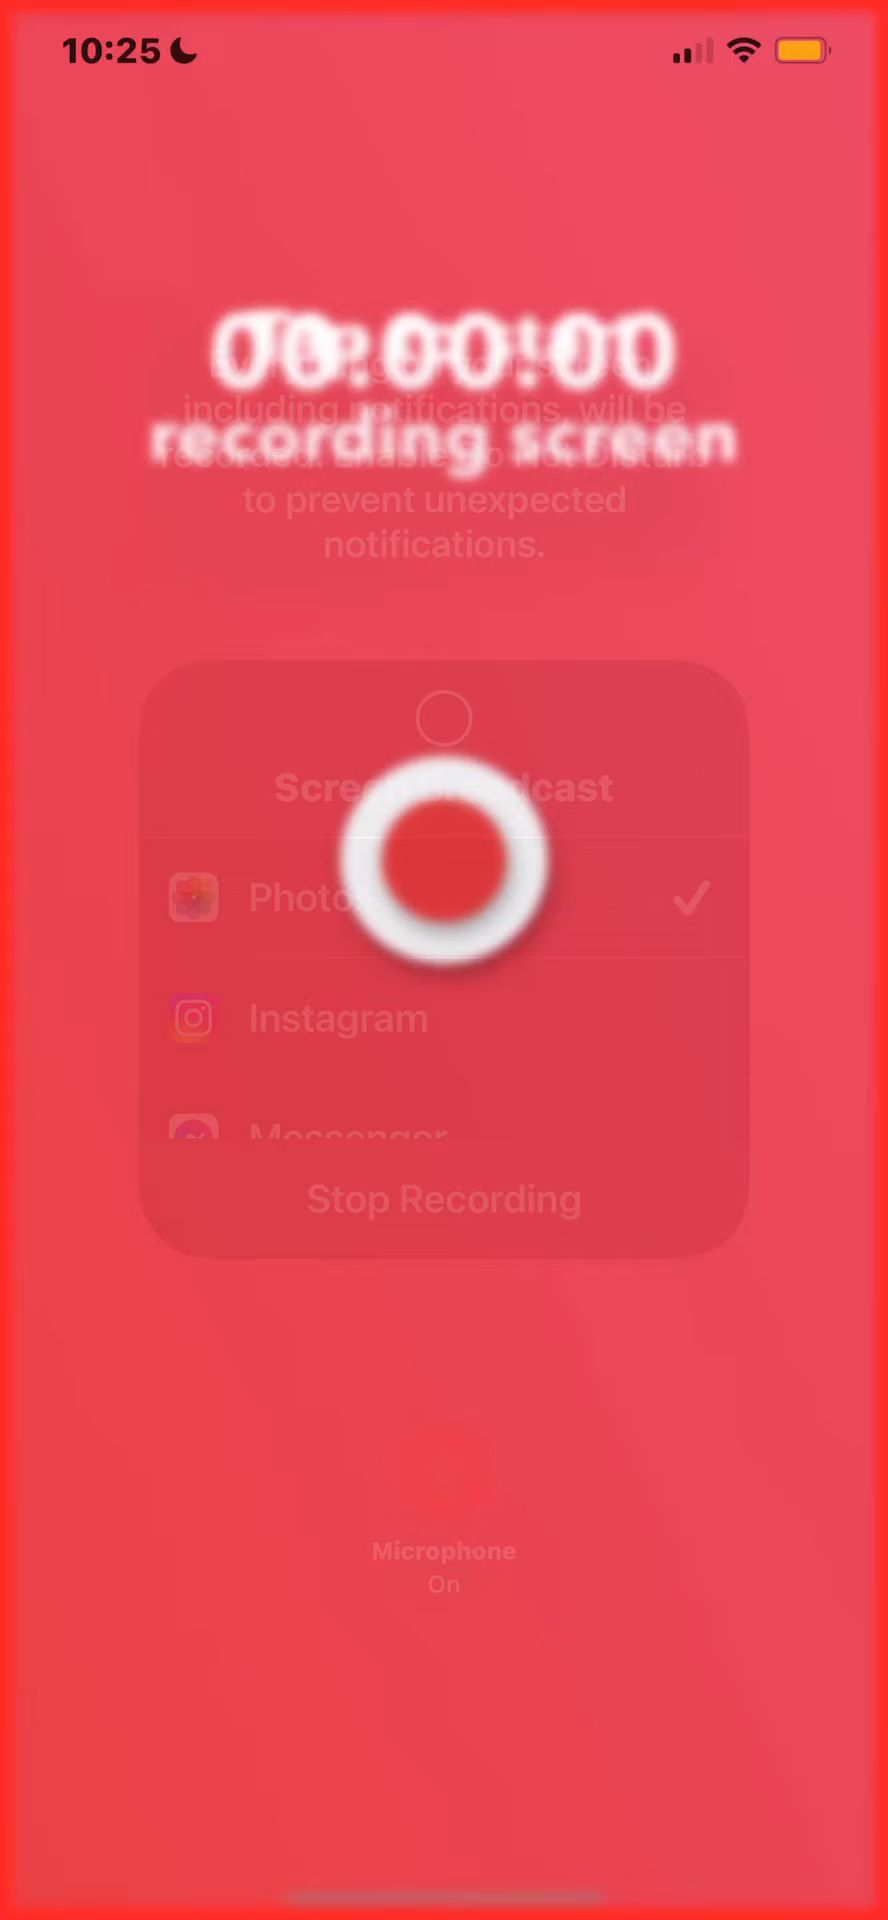 10:25
00:00:00
including notifications, will be
recording screen
to prevent unexpected
notifications.
Instagram
Messenger
Stop Recording
Microphone
On